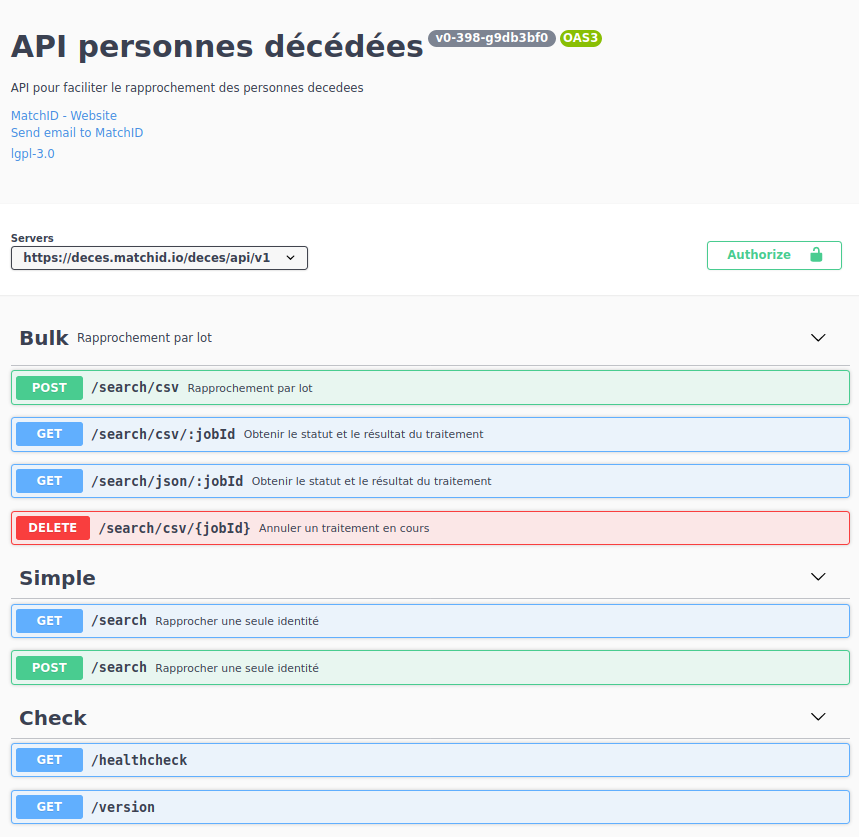 API personnes décédées v0-398-g9db3bf0 OAS3
API pour faciliter le rapprochement des personnes decedees
MatchID - Website
Send email to MatchID
lgpl-3.0
Servers
https://deces.matchid.io/deces/api/v1
Authorize
Bulk Rapprochement par lot
POST /search/csv Rapprochement par lot
GET /search/csv/:jobId Obtenir le statut et le résultat du traitement
GET /search/json/:jobId Obtenir le statut et le résultat du traitement
DELETE /search/csv/{jobId} Annuler un traitement en cours
Simple
GET /search Rapprocher une seule identité
POST /search Rapprocher une seule identité
Check
GET /healthcheck
GET /version